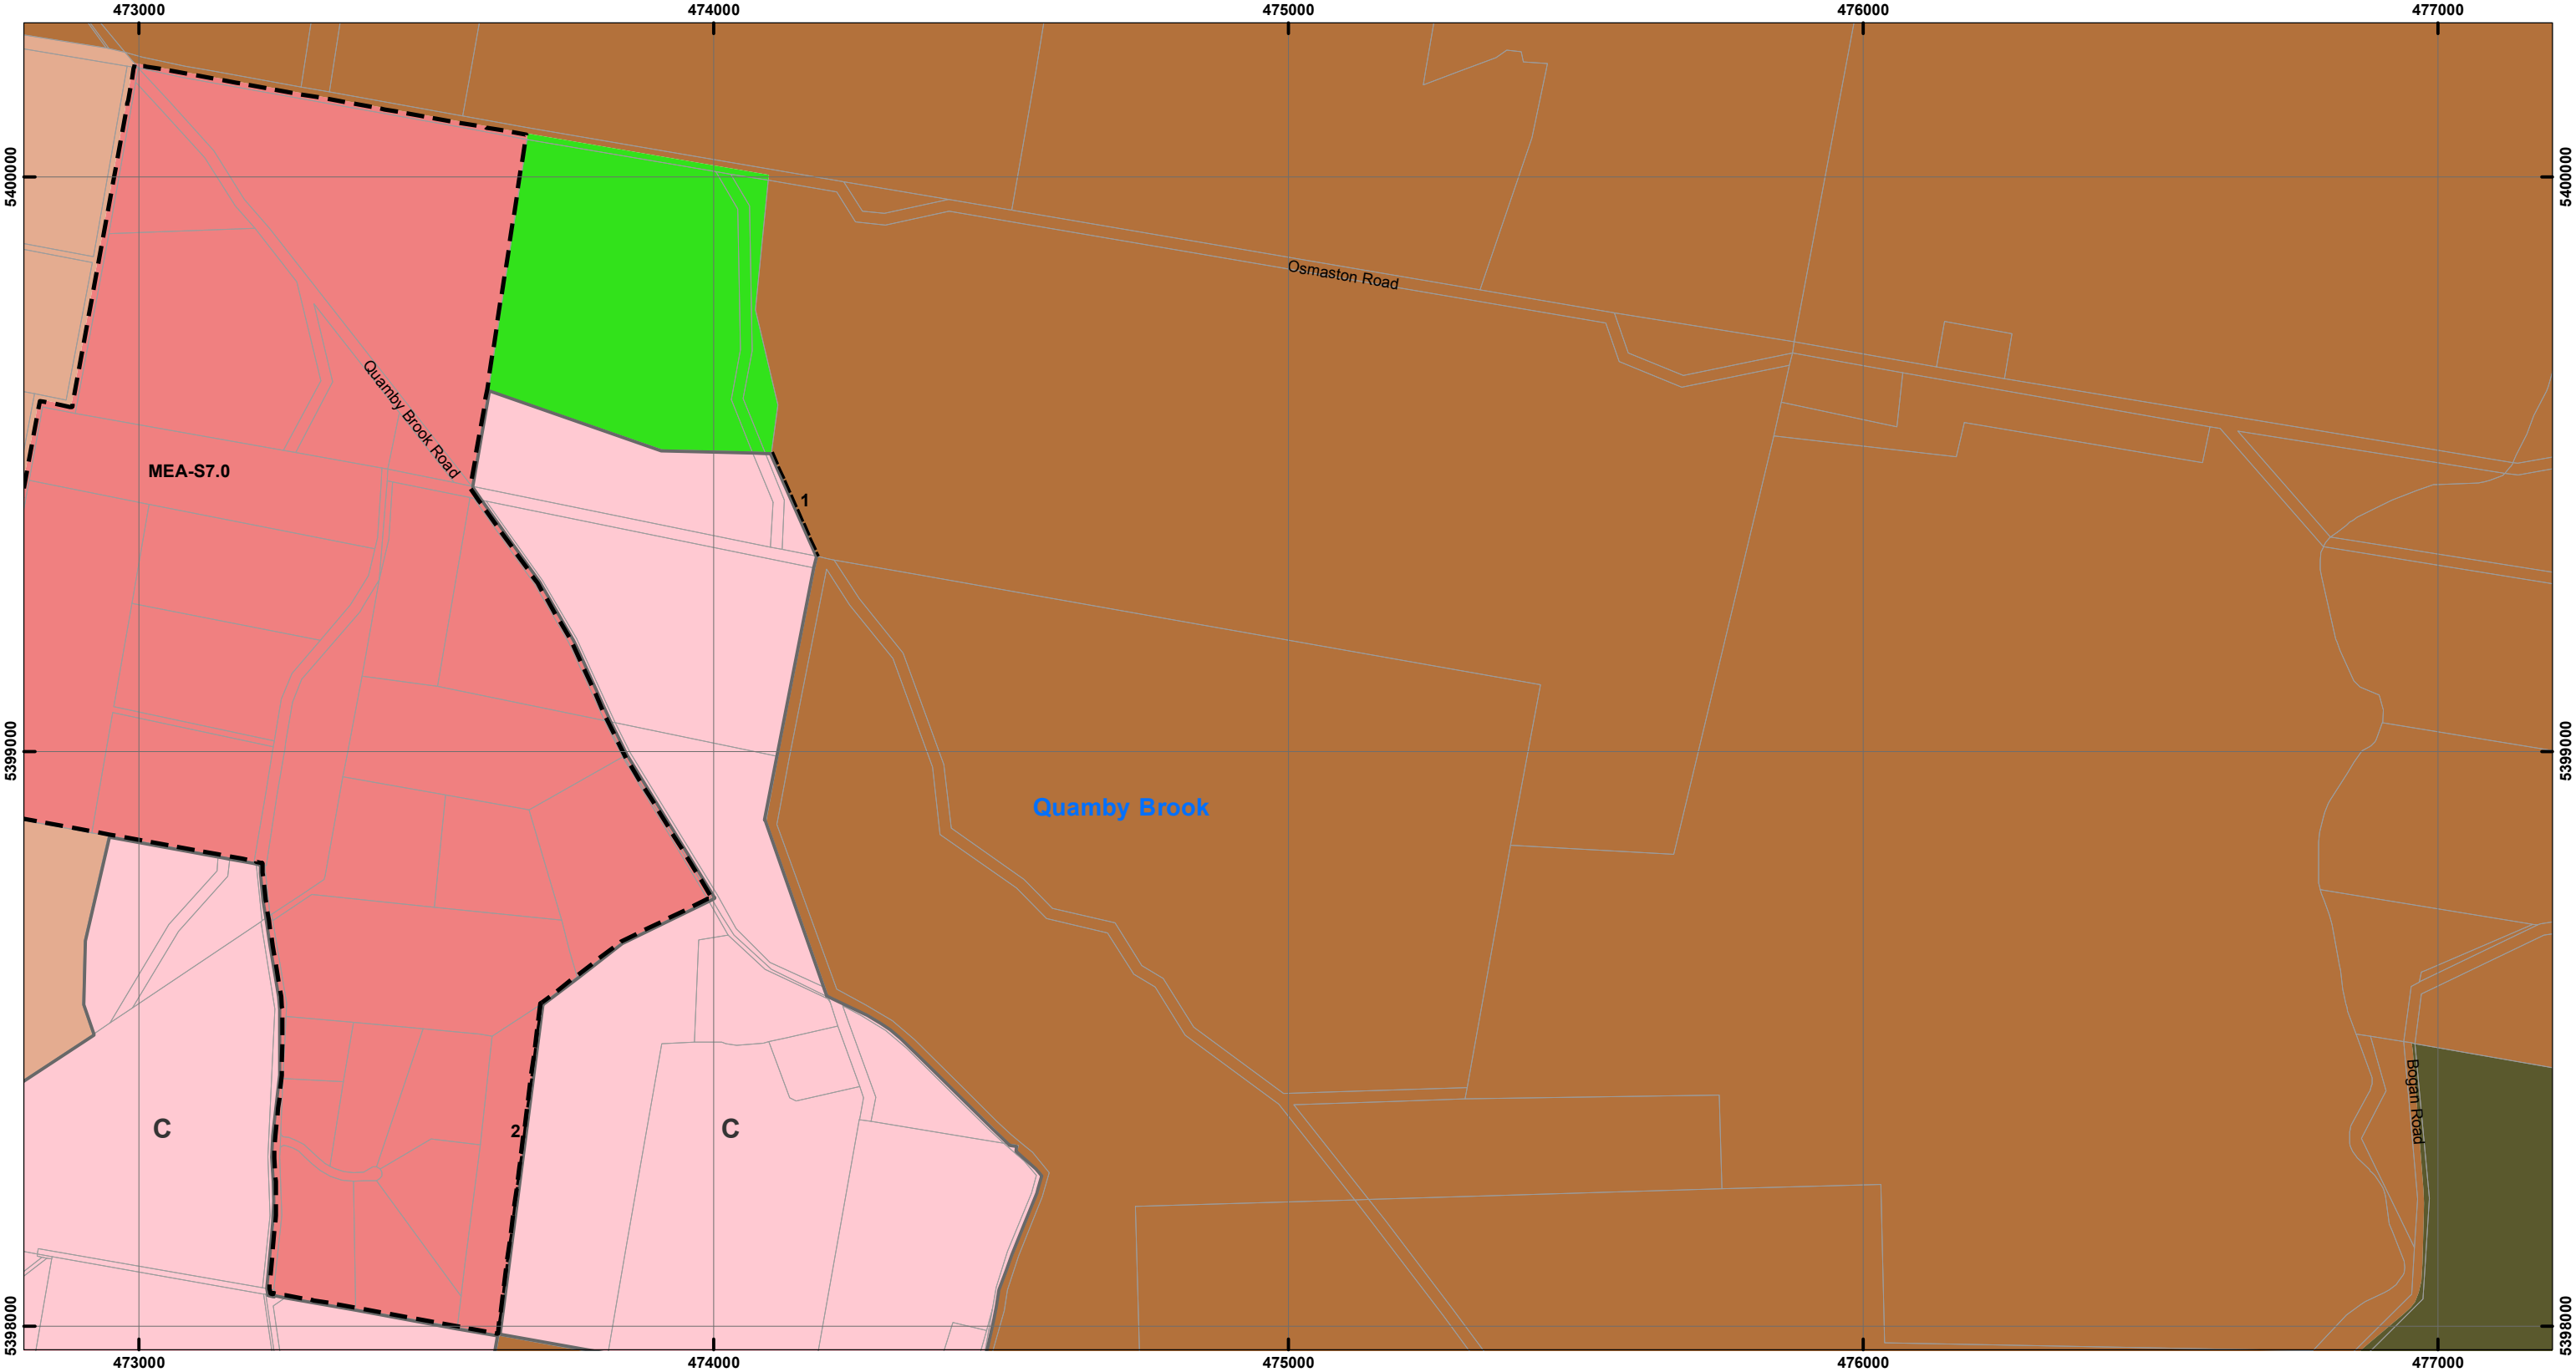 473000 474000 475000 476000 477000
5400000 5400000
Osmaston Road
Quamby Brook Road
MEA-S7.0
1
5399000 5399000
Quamby Brook
Bogan Road
C
2
C
5398000 5398000
473000 474000 475000 476000 477000